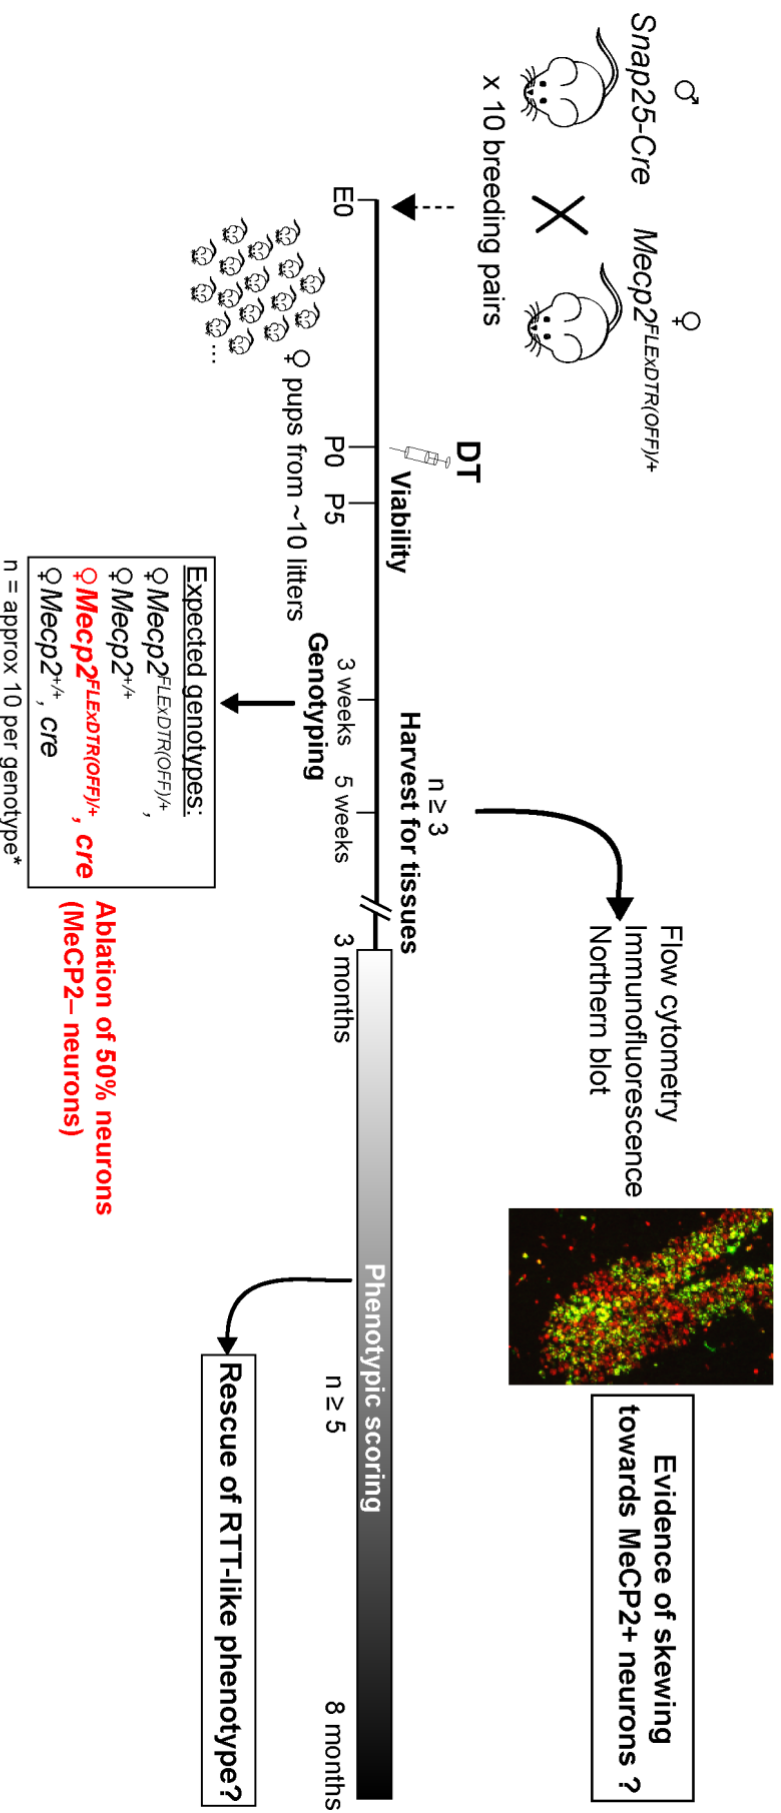 ♂ ♀
Snap25-Cre Mecp2FLExDTR(OFF)/+
x 10 breeding pairs
DT
Viability
E0 P0 P5
♀ pups from ~10 litters
...
3 weeks 5 weeks
Genotyping
n ≥ 3
Harvest for tissues
Flow cytometry
Immunofluorescence
Northern blot
Evidence of skewing
towards MeCP2+ neurons ?
Expected genotypes:
♀Mecp2FLExDTR(OFF)/+,
♀Mecp2+/+
♀Mecp2FLExDTR(OFF)/+, cre
♀Mecp2+/+, cre
n = approx 10 per genotype*
Ablation of 50% neurons
(MeCP2– neurons)
Phenotypic scoring
3 months n ≥ 5 8 months
Rescue of RTT-like phenotype?